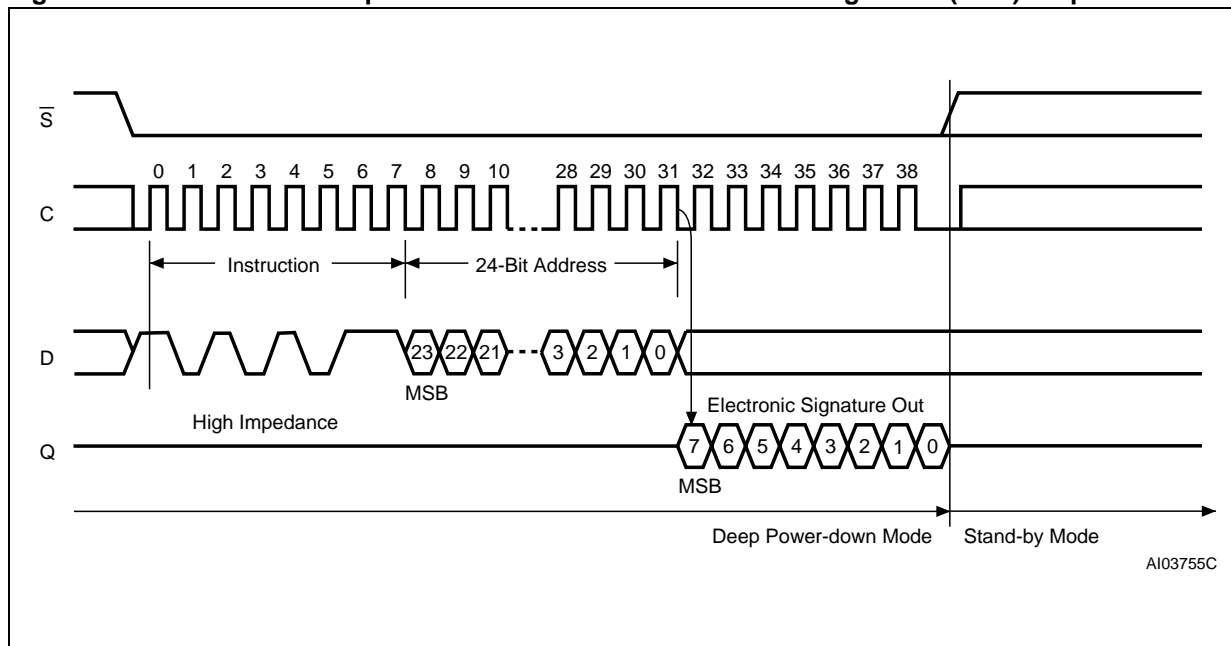 S
0 1 2 3 4 5 6 7 8 9 10 28 29 30 31 32 33 34 35 36 37 38
C
Instruction 24-Bit Address
D
23 22 21 3 2 1 0
MSB
High Impedance Electronic Signature Out
Q
7 6 5 4 3 2 1 0
MSB
Deep Power-down Mode Stand-by Mode
AI03755C